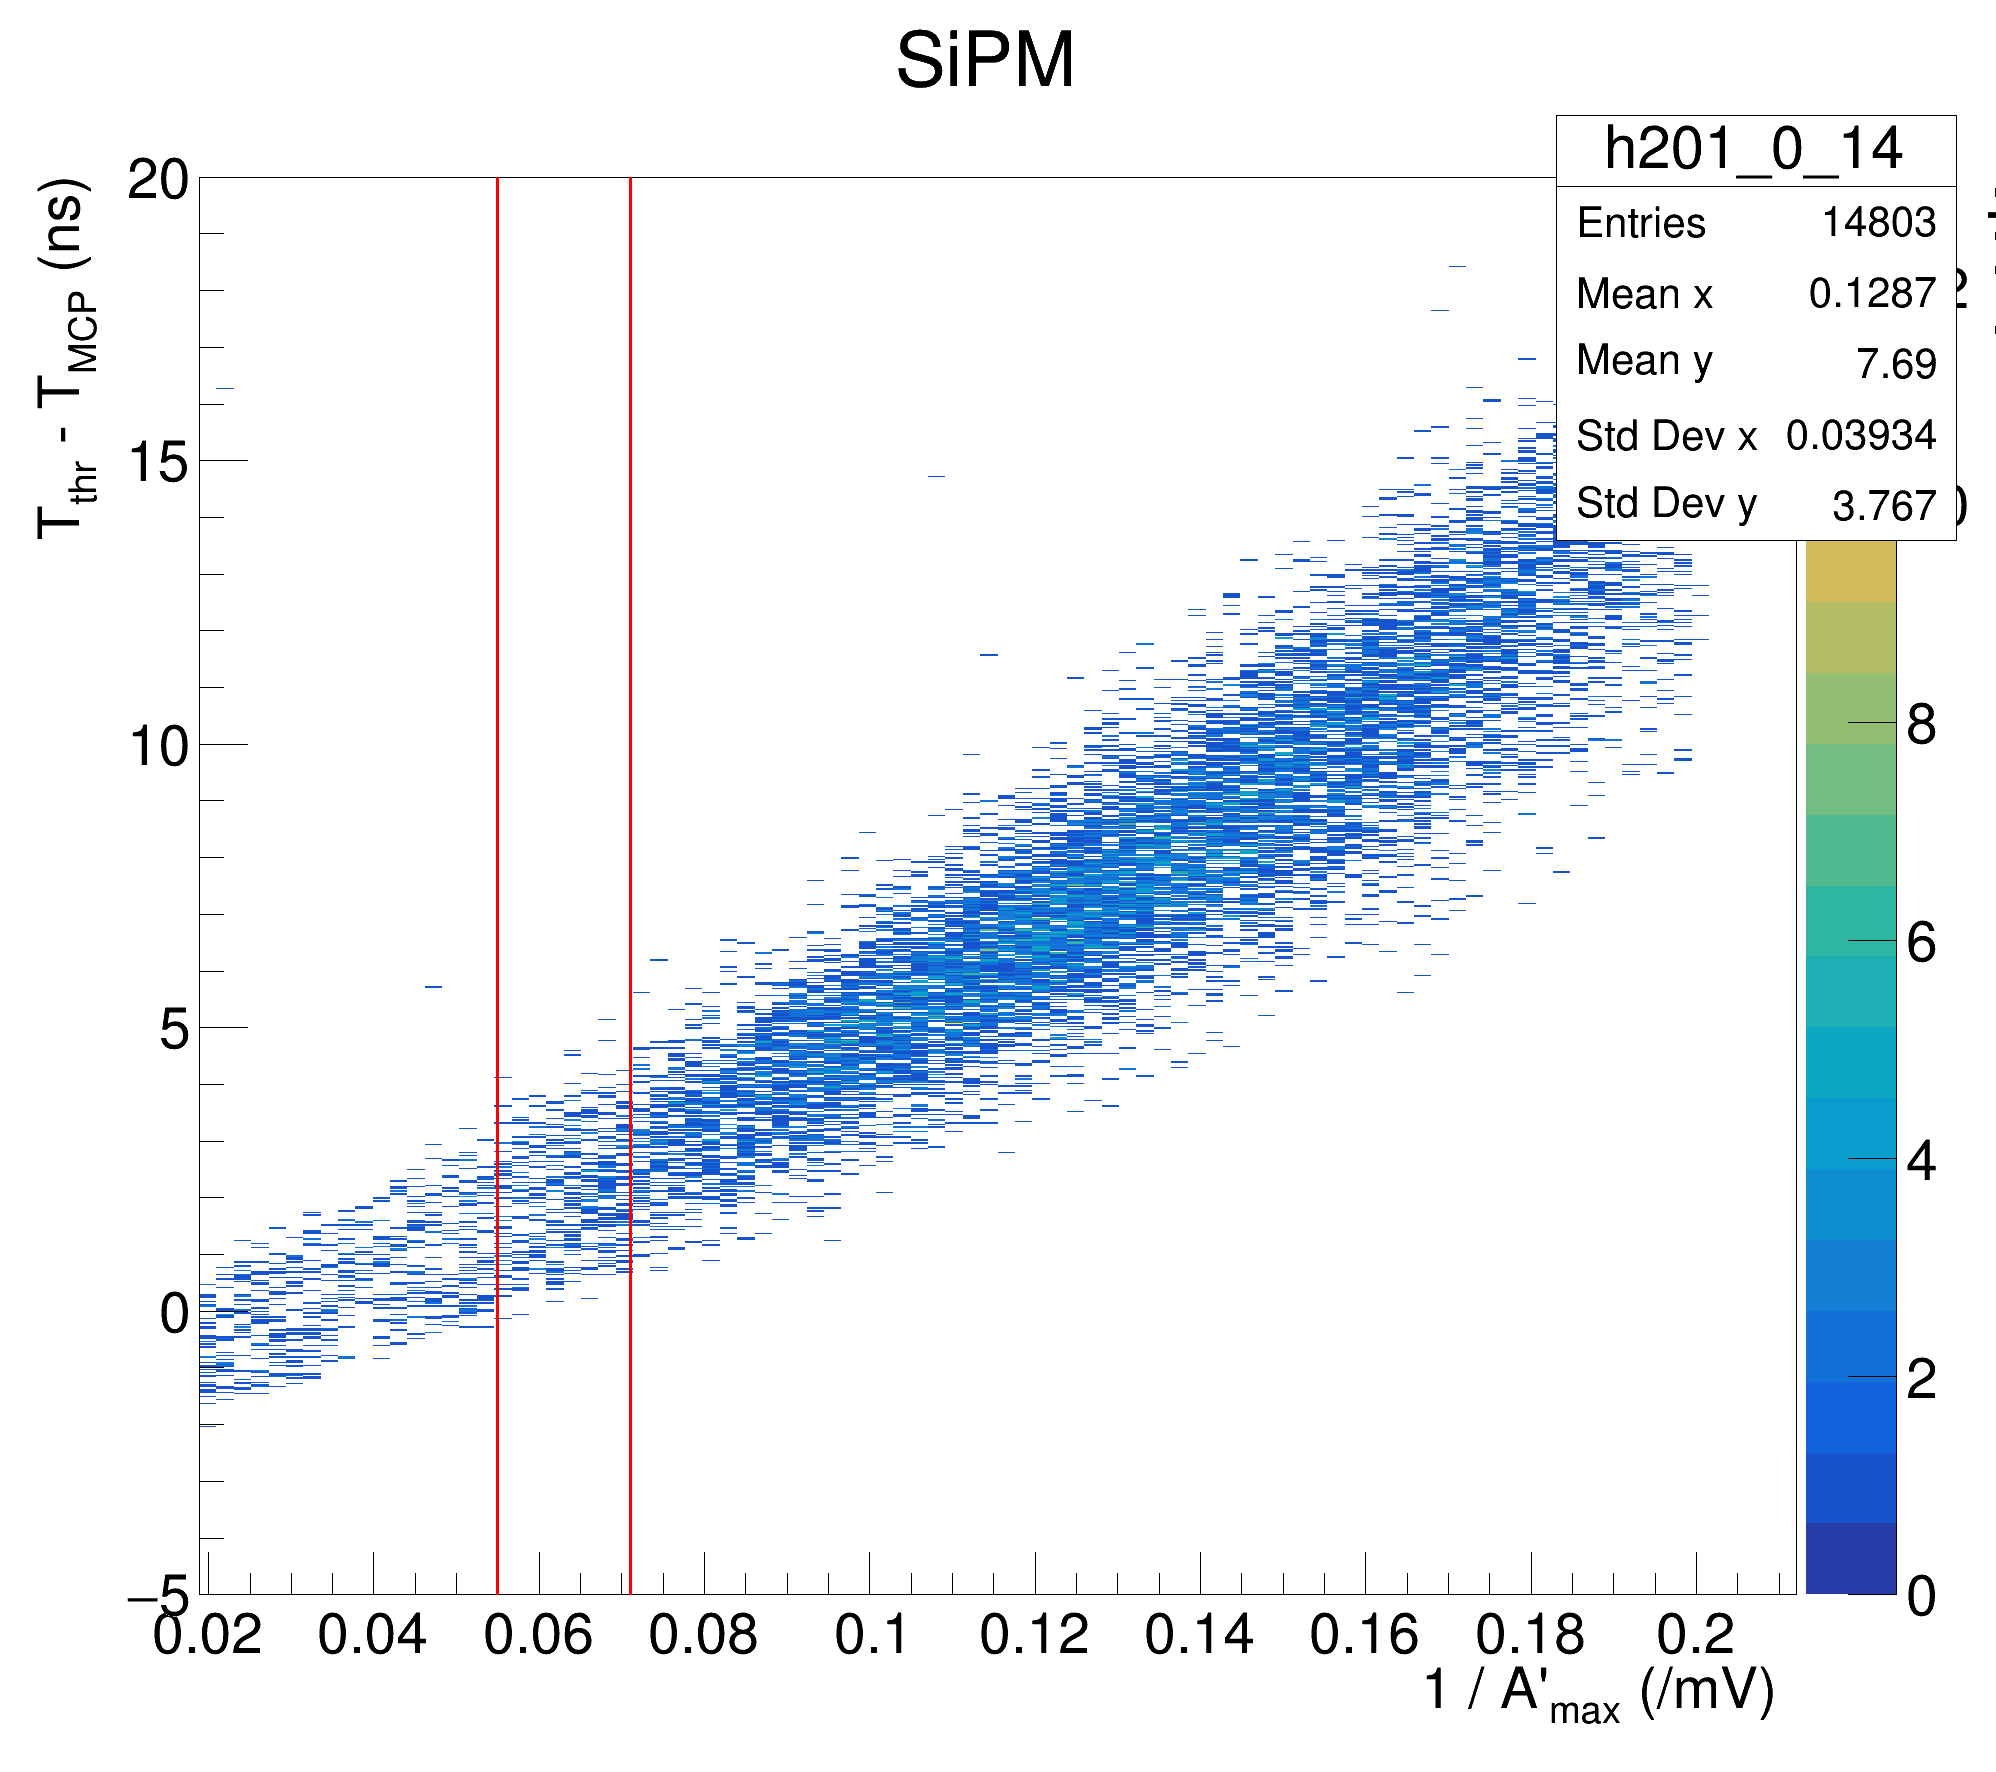 SiPM
h201_0_14
Entries 14803
Mean x 0.1287
Mean y 7.69
Std Dev x 0.03934
Std Dev y 3.767
T_thr - T_MCP (ns)
20
15
10
5
0
−5
0.02 0.04 0.06 0.08 0.1 0.12 0.14 0.16 0.18 0.2
1 / A'_max (/mV)
8
6
4
2
0